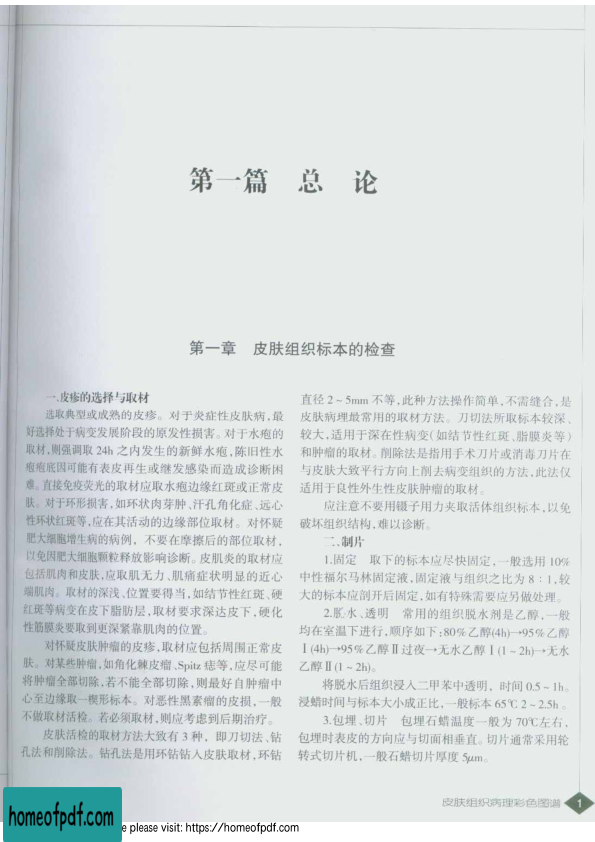 第一篇 总 论
第一章 皮肤组织标本的检查
一.皮疹的选择与取材
选取典型或成熟的皮疹。对于炎症性皮肤病,最
好选择处于病变发展阶段的原发性损害。对于水疱的
取材,则强调取 24h 之内发生的新鲜水疱,陈旧性水
疱疱底因可能有表皮再生或继发感染而造成诊断困
难。直接免疫荧光的取材应取水疱边缘红斑或正常皮
肤。对于环形损害,如环状肉芽肿、汗孔角化症、远心
性环状红斑等,应在其活动的边缘部位取材。对怀疑
肥大细胞增生病的病例，不要在摩擦后的部位取材,
以免因肥大细胞颗粒释放影响诊断。皮肌炎的取材应
包括肌肉和皮肤,应取肌无力、肌痛症状明显的近心
端肌肉。取材的深浅、位置要得当,如结节性红斑、硬
红斑等病变在皮下脂肪层,取材要求深达皮下,硬化
性筋膜炎要取到更深紧靠肌肉的位置。
对怀疑皮肤肿瘤的皮疹,取材应包括周围正常皮
肤。对某些肿瘤,如角化棘皮瘤、Spitz 痣等,应尽可能
将肿瘤全部切除,若不能全部切除,则最好自肿瘤中
心至边缘取一楔形标本。对恶性黑素瘤的皮损,一般
不做取材活检。若必须取材,则应考虑到后期治疗。
皮肤活检的取材方法大致有 3 种，即刀切法、钻
孔法和削除法。钻孔法是用环钻钻入皮肤取材,环钻
直径 2～5mm 不等,此种方法操作简单,不需缝合,是
皮肤病理最常用的取材方法。刀切法所取标本较深、
较大,适用于深在性病变(如结节性红斑、脂膜炎等)
和肿瘤的取材。削除法是指用手术刀片或消毒刀片在
与皮肤大致平行方向上削去病变组织的方法,此法仅
适用于良性外生性皮肤肿瘤的取材。
应注意不要用镊子用力夹取活体组织标本,以免
破坏组织结构,难以诊断。
二.制片
1.固定 取下的标本应尽快固定,一般选用 10%
中性福尔马林固定液,固定液与组织之比为 8∶1,较
大的标本应剖开后固定,如有特殊需要应另做处理。
2.脱水、透明 常用的组织脱水剂是乙醇,一般
均在室温下进行,顺序如下:80%乙醇(4h)→95%乙醇
Ⅰ(4h)→95%乙醇Ⅱ过夜→无水乙醇Ⅰ(1～2h)→无水
乙醇Ⅱ(1～2h)。
将脱水后组织浸入二甲苯中透明，时间 0.5～1h。
浸蜡时间与标本大小成正比,一般标本 65℃ 2～2.5h 。
3.包埋、切片 包埋石蜡温度一般为 70℃左右,
包埋时表皮的方向应与切面相垂直。切片通常采用轮
转式切片机,一般石蜡切片厚度 5μm。
皮肤组织病理彩色图谱 1
homeofpdf.com
e please visit: https://homeofpdf.com